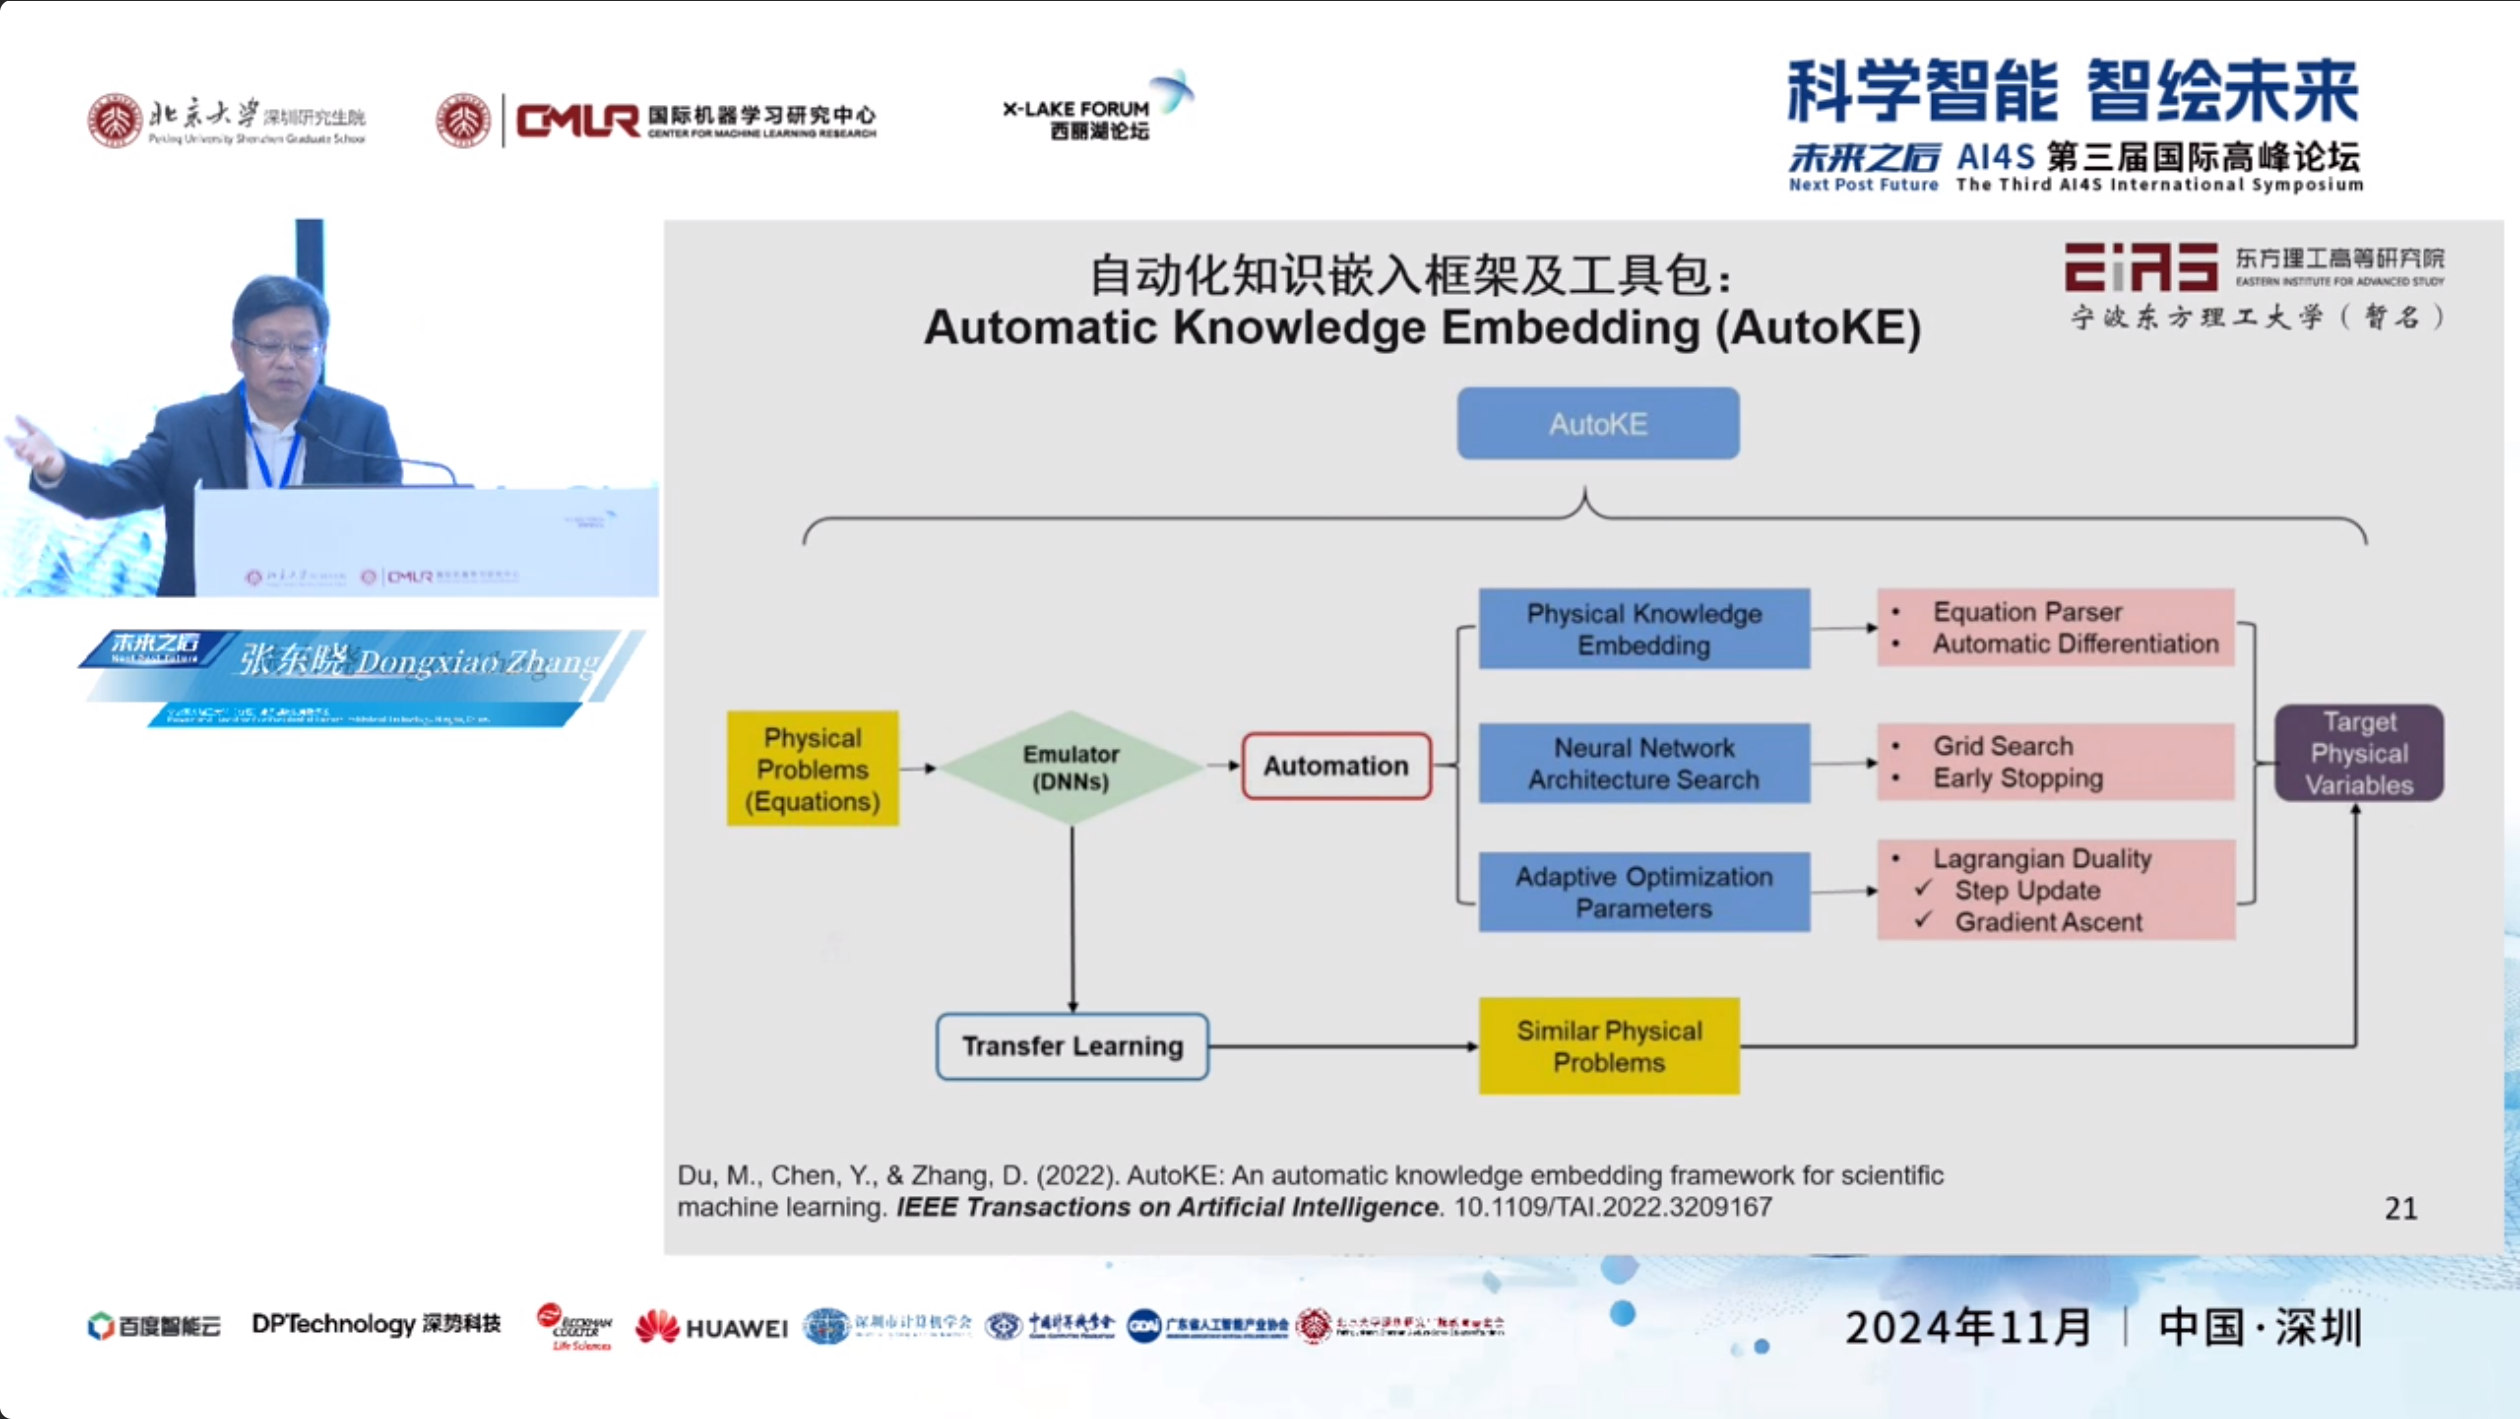 北京大学 深圳研究生院
Peking University Shenzhen Graduate School
CMLR 国际机器学习研究中心
CENTER FOR MACHINE LEARNING RESEARCH
X-LAKE FORUM
西丽湖论坛
科学智能 智绘未来
未来之后 AI4S 第三届国际高峰论坛
Next Post Future The Third AI4S International Symposium
自动化知识嵌入框架及工具包：
Automatic Knowledge Embedding (AutoKE)
EIAS 东方理工高等研究院
EASTERN INSTITUTE FOR ADVANCED STUDY
宁波东方理工大学（暂名）
AutoKE
Physical Problems (Equations)
Emulator
(DNNs)
Automation
Physical Knowledge
Embedding
• Equation Parser
• Automatic Differentiation
Neural Network
Architecture Search
• Grid Search
• Early Stopping
Adaptive Optimization
Parameters
• Lagrangian Duality
✓ Step Update
✓ Gradient Ascent
Target
Physical
Variables
Transfer Learning
Similar Physical
Problems
Du, M., Chen, Y., & Zhang, D. (2022). AutoKE: An automatic knowledge embedding framework for scientific
machine learning. IEEE Transactions on Artificial Intelligence. 10.1109/TAI.2022.3209167
21
未来之后
Next Post Future
张东晓 Dongxiao Zhang
CMLR
百度智能云
DPTechnology 深势科技
BECKMAN
COULTER
Life Sciences
HUAWEI
深圳市计算机学会
广东省人工智能产业协会
2024年11月 | 中国·深圳